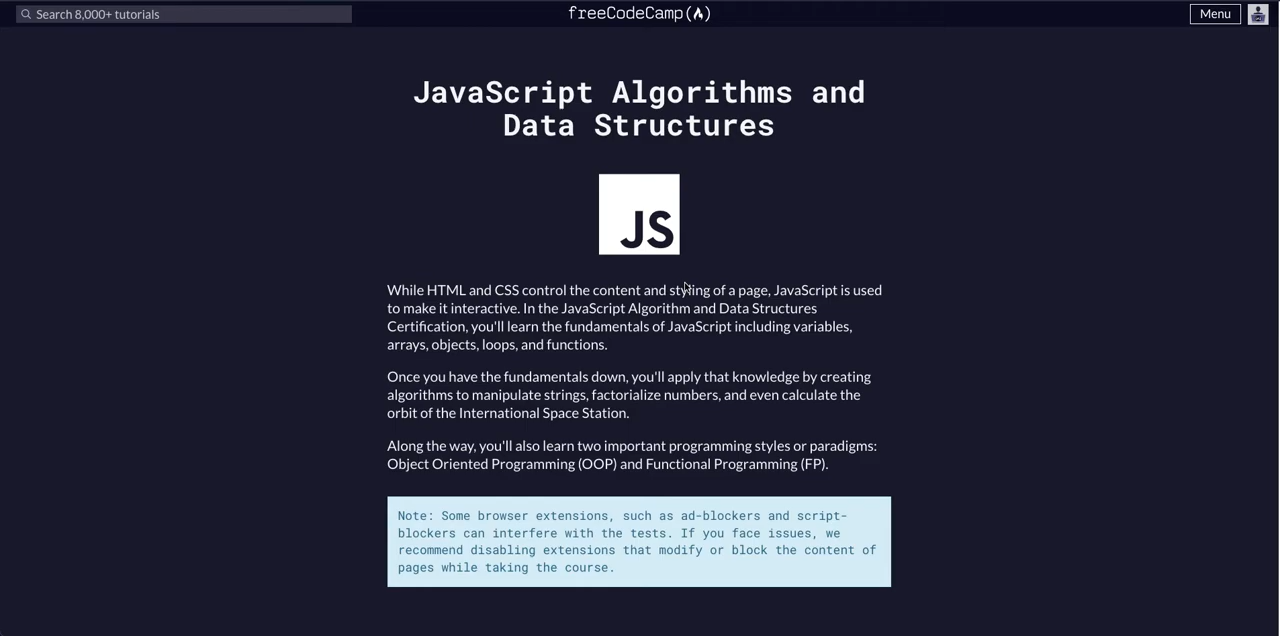 Search 8,000+ tutorials
freeCodeCamp
Menu
JavaScript Algorithms and
Data Structures
JS
While HTML and CSS control the content and styling of a page, JavaScript is used
to make it interactive. In the JavaScript Algorithm and Data Structures
Certification, you'll learn the fundamentals of JavaScript including variables,
arrays, objects, loops, and functions.
Once you have the fundamentals down, you'll apply that knowledge by creating
algorithms to manipulate strings, factorialize numbers, and even calculate the
orbit of the International Space Station.
Along the way, you'll also learn two important programming styles or paradigms:
Object Oriented Programming (OOP) and Functional Programming (FP).
Note: Some browser extensions, such as ad-blockers and script-
blockers can interfere with the tests. If you face issues, we
recommend disabling extensions that modify or block the content of
pages while taking the course.